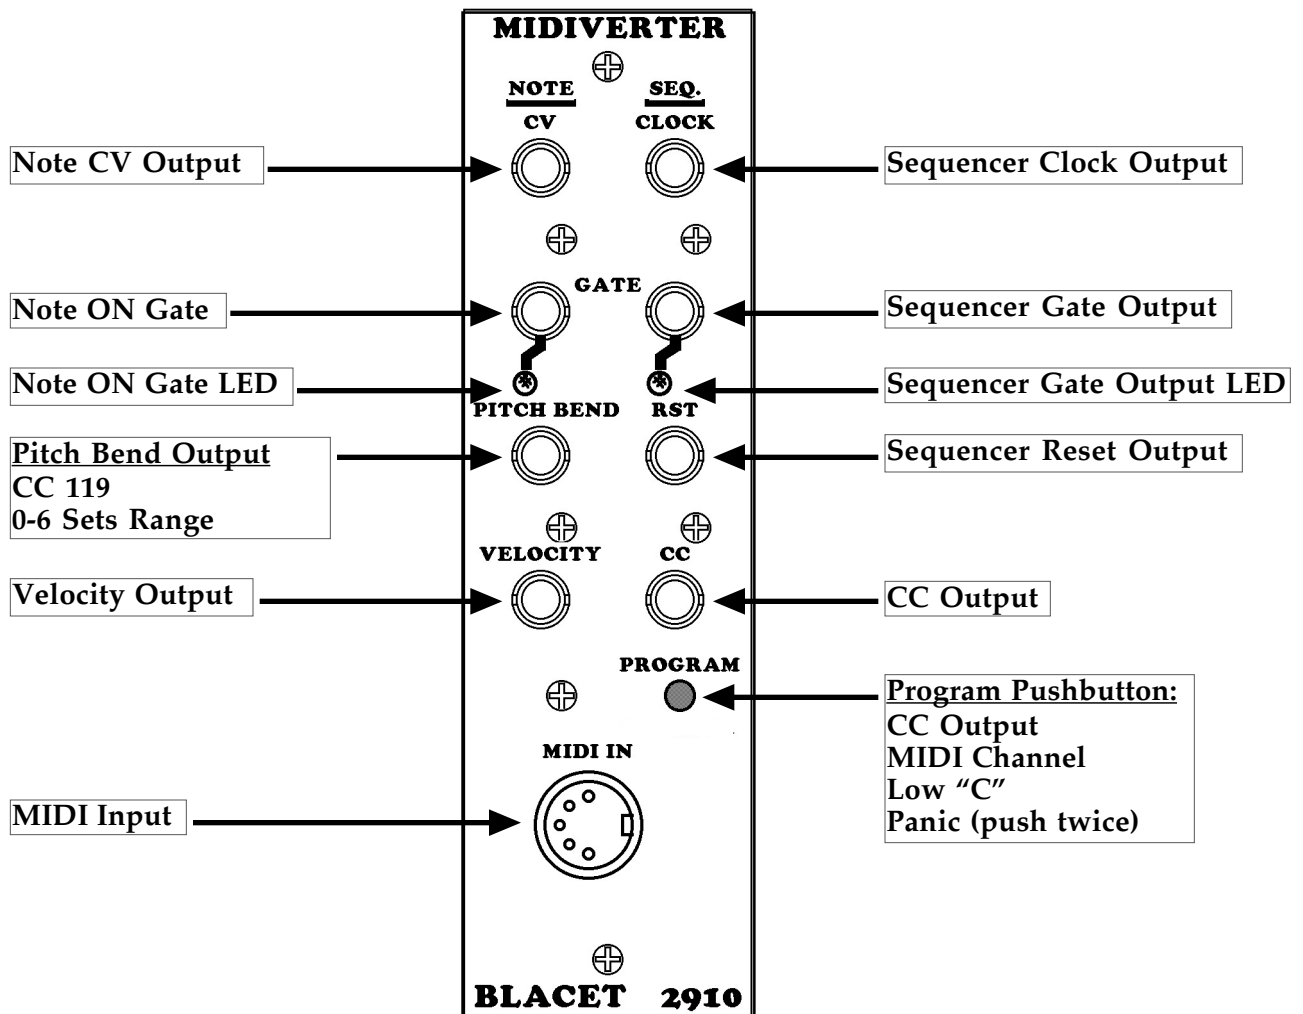 MIDIVERTER
NOTE SEQ.
CV CLOCK
Note CV Output
Sequencer Clock Output
GATE
Note ON Gate
Sequencer Gate Output
Note ON Gate LED
Sequencer Gate Output LED
PITCH BEND RST
Pitch Bend Output
CC 119
0-6 Sets Range
Sequencer Reset Output
VELOCITY CC
Velocity Output
CC Output
PROGRAM
Program Pushbutton:
CC Output
MIDI Channel
Low “C”
Panic (push twice)
MIDI IN
MIDI Input
BLACET 2910